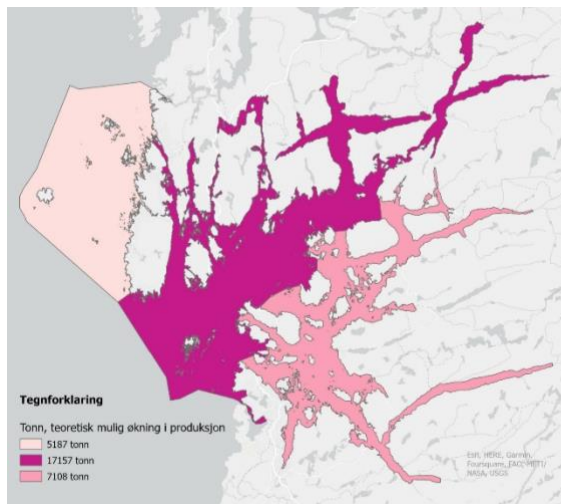 Tegnforklaring
Tonn, teoretisk mulig økning i produksjon
5187 tonn
17157 tonn
7108 tonn
Esri, HERE, Garmin,
Foursquare, FAO, METI/
NASA, USGS